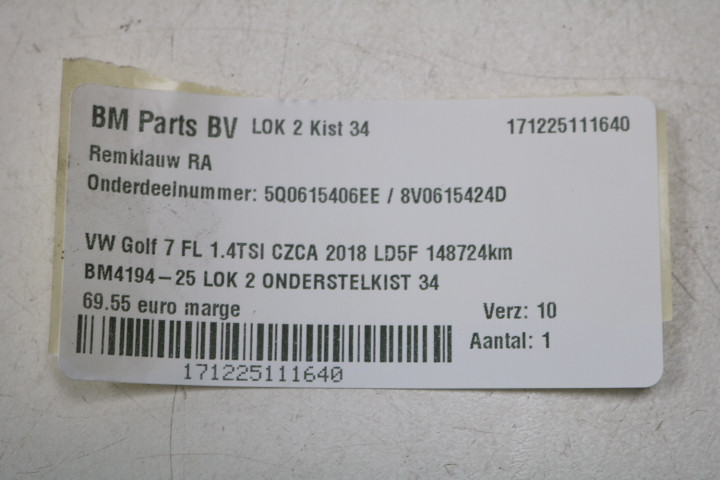 BM Parts BV LOK 2 Kist 34 171225111640
Remklauw RA
Onderdeelnummer: 5Q0615406EE / 8V0615424D
VW Golf 7 FL 1.4TSI CZCA 2018 LD5F 148724km
BM4194-25 LOK 2 ONDERSTELKIST 34
69.55 euro marge Verz: 10
Aantal: 1
171225111640